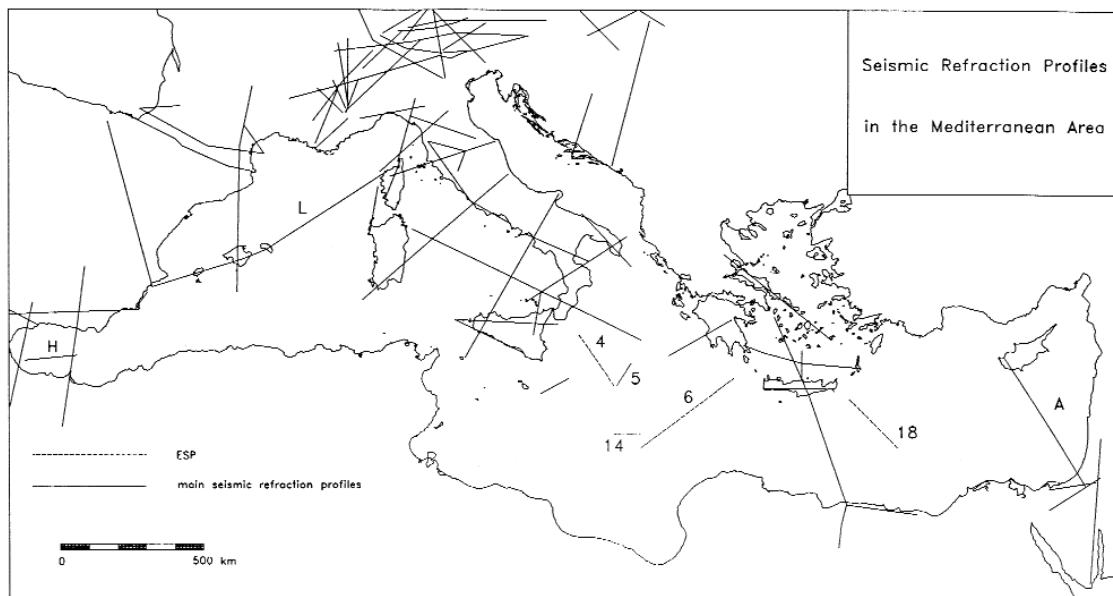 Seismic Refraction Profiles
in the Mediterranean Area
L
H
4
5
6
A
14
18
ESP
main seismic refraction profiles
0 500 km